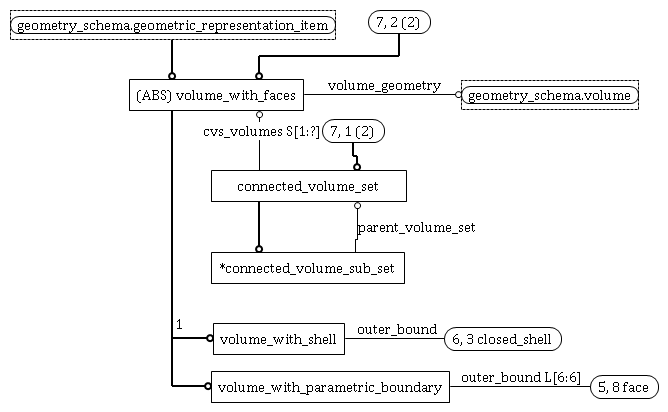 geometry_schema.geometric_representation_item
7, 2 (2)
(ABS) volume_with_faces
volume_geometry
geometry_schema.volume
cvs_volumes S[1:?]
7, 1 (2)
connected_volume_set
parent_volume_set
*connected_volume_sub_set
1
volume_with_shell
outer_bound
6, 3 closed_shell
volume_with_parametric_boundary
outer_bound L[6:6]
5, 8 face